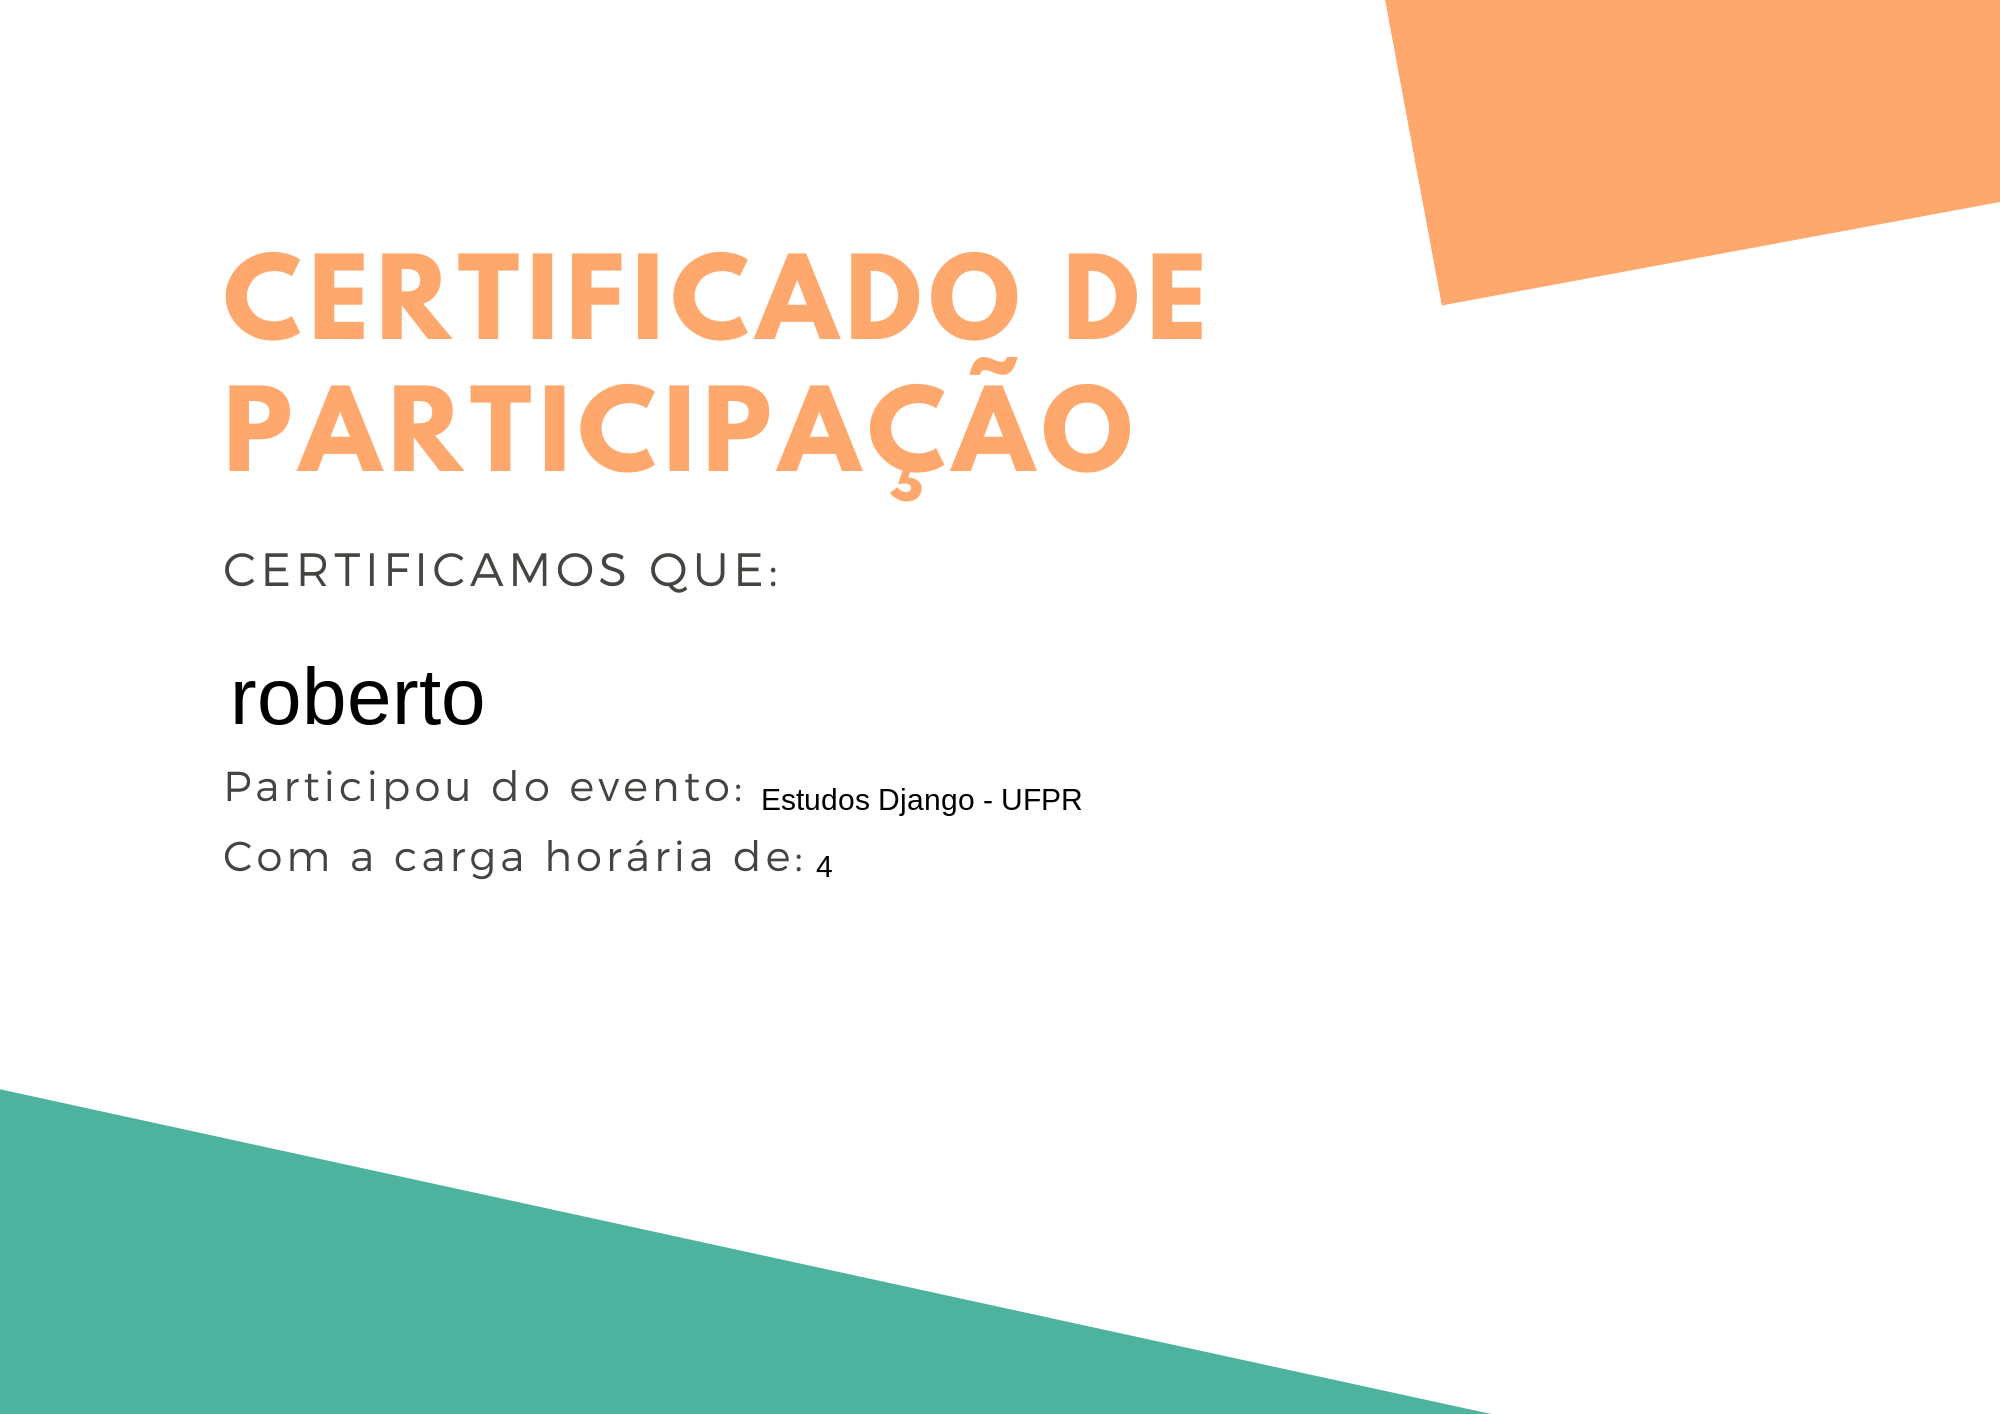 CERTIFICADO DE
PARTICIPAÇÃO
CERTIFICAMOS QUE:
roberto
Participou do evento: Estudos Django - UFPR
Com a carga horária de: 4